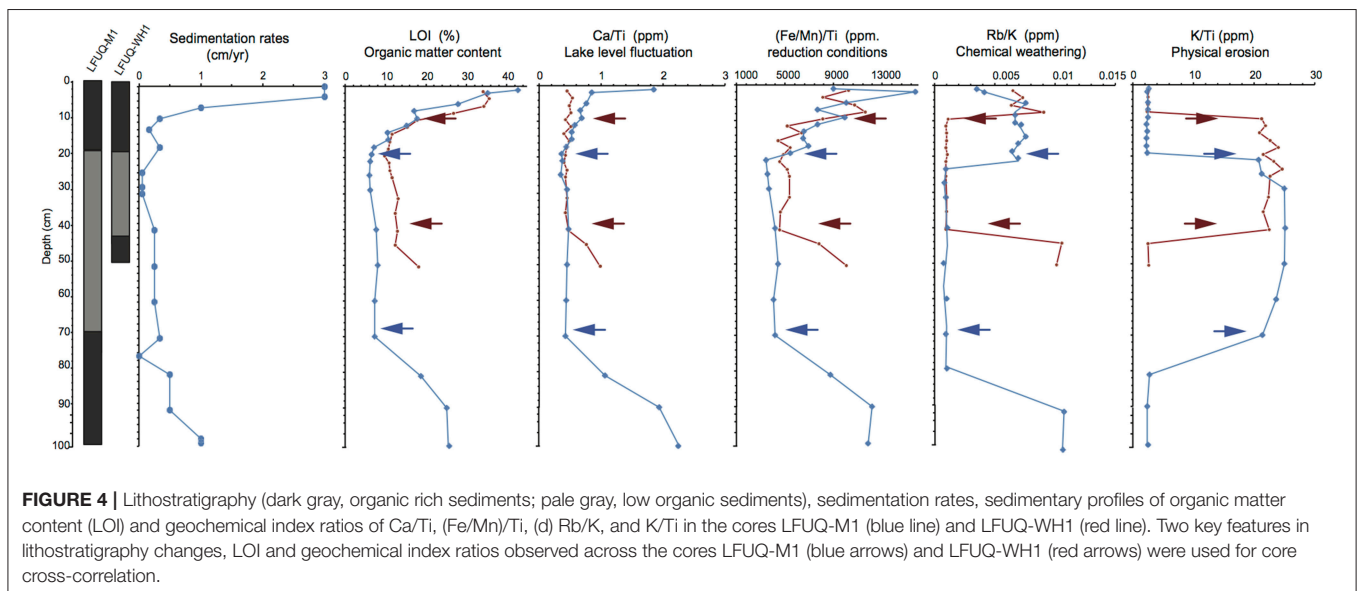 LFUQ-M1
LFUQ-WH1
Sedimentation rates
(cm/yr)
LOI (%)
Organic matter content
Ca/Ti (ppm)
Lake level fluctuation
(Fe/Mn)/Ti (ppm.
reduction conditions
Rb/K (ppm)
Chemical weathering)
K/Ti (ppm)
Physical erosion
0 1 2 3
0 10 20 30 40
0 1 2 3
1000 5000 9000 13000
0 0.005 0.01 0.015
0 10 20 30
Depth (cm)
0
10
20
30
40
50
60
70
80
90
100
FIGURE 4 | Lithostratigraphy (dark gray, organic rich sediments; pale gray, low organic sediments), sedimentation rates, sedimentary profiles of organic matter
content (LOI) and geochemical index ratios of Ca/Ti, (Fe/Mn)/Ti, (d) Rb/K, and K/Ti in the cores LFUQ-M1 (blue line) and LFUQ-WH1 (red line). Two key features in
lithostratigraphy changes, LOI and geochemical index ratios observed across the cores LFUQ-M1 (blue arrows) and LFUQ-WH1 (red arrows) were used for core
cross-correlation.